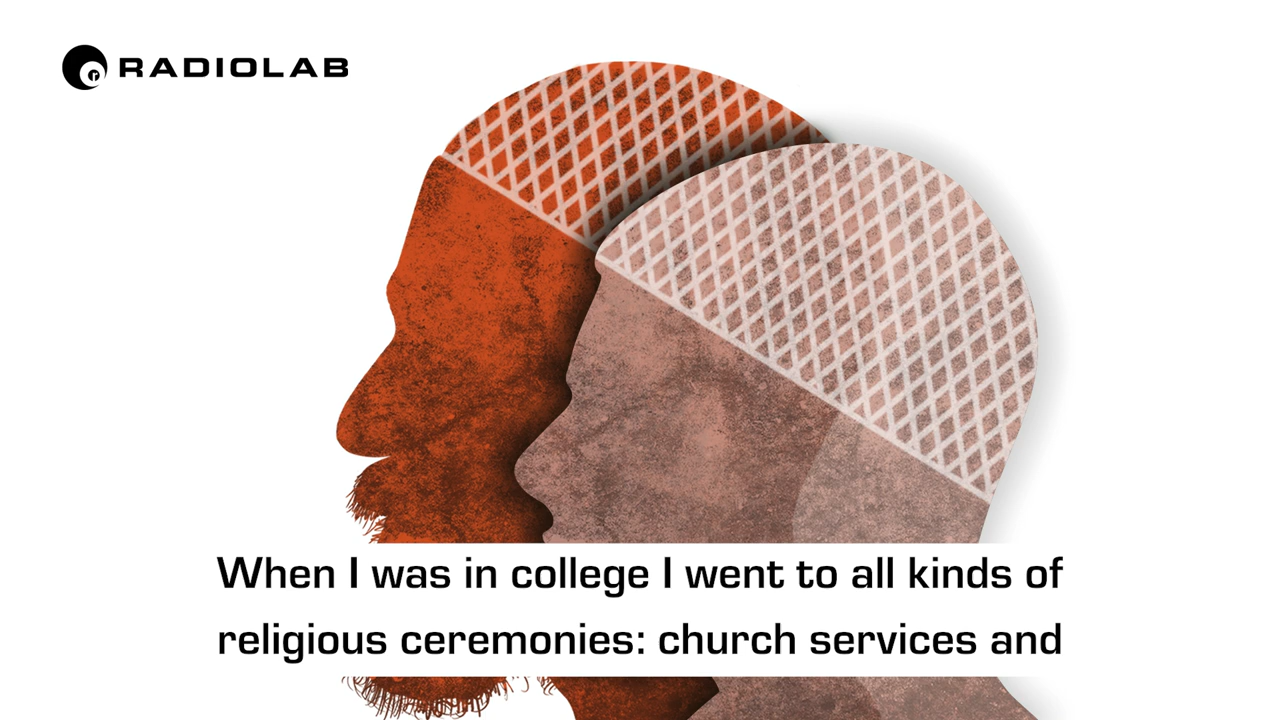 RADIOLAB
When I was in college I went to all kinds of
religious ceremonies: church services and